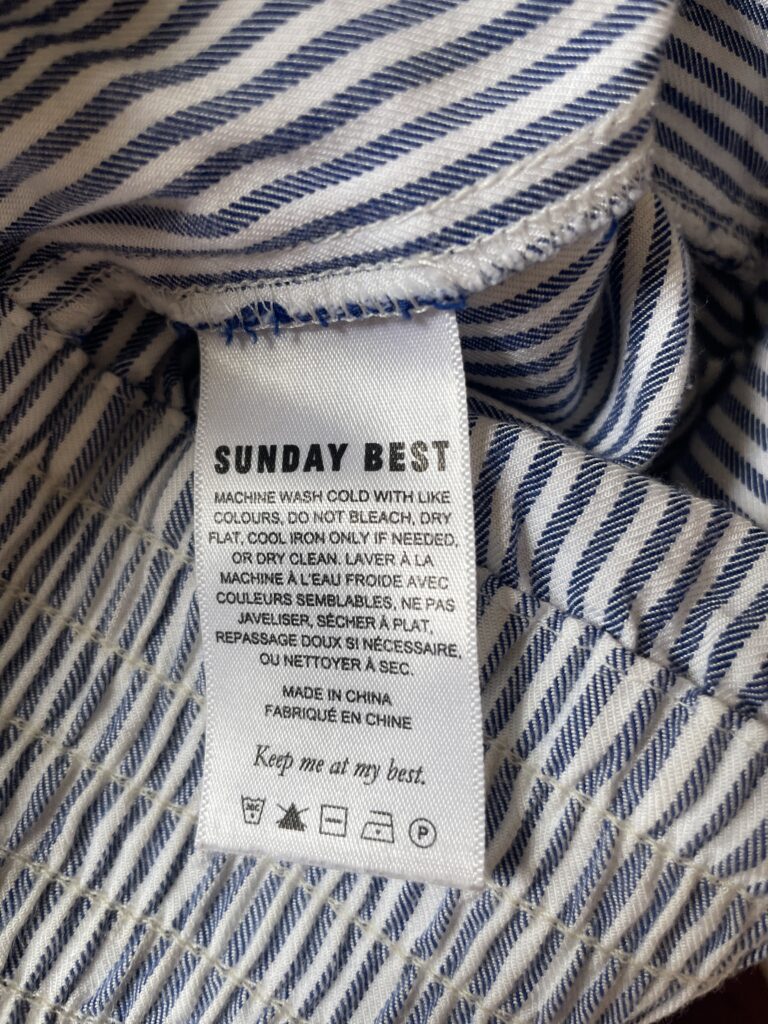 SUNDAY BEST
MACHINE WASH COLD WITH LIKE
COLOURS, DO NOT BLEACH, DRY
FLAT, COOL IRON ONLY IF NEEDED,
OR DRY CLEAN. LAVER À LA
MACHINE À L'EAU FROIDE AVEC
COULEURS SEMBLABLES, NE PAS
JAVELISER, SÉCHER À PLAT,
REPASSAGE DOUX SI NÉCESSAIRE,
OU NETTOYER À SEC.
MADE IN CHINA
FABRIQUÉ EN CHINE
Keep me at my best.
P